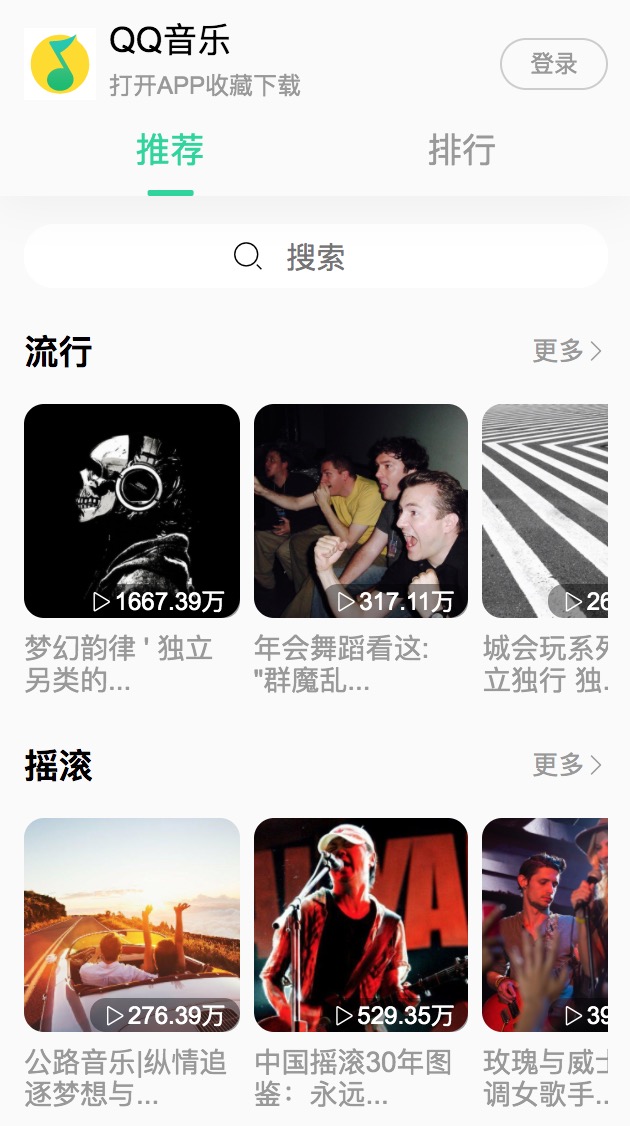 QQ音乐
打开APP收藏下载
登录
推荐
排行
搜索
流行
更多
1667.39万
317.11万
26
梦幻韵律 ' 独立
另类的...
年会舞蹈看这:
"群魔乱...
城会玩系列
立独行 独.
摇滚
更多
276.39万
529.35万
39
公路音乐|纵情追
逐梦想与...
中国摇滚30年图
鉴：永远...
玫瑰与威士
调女歌手..